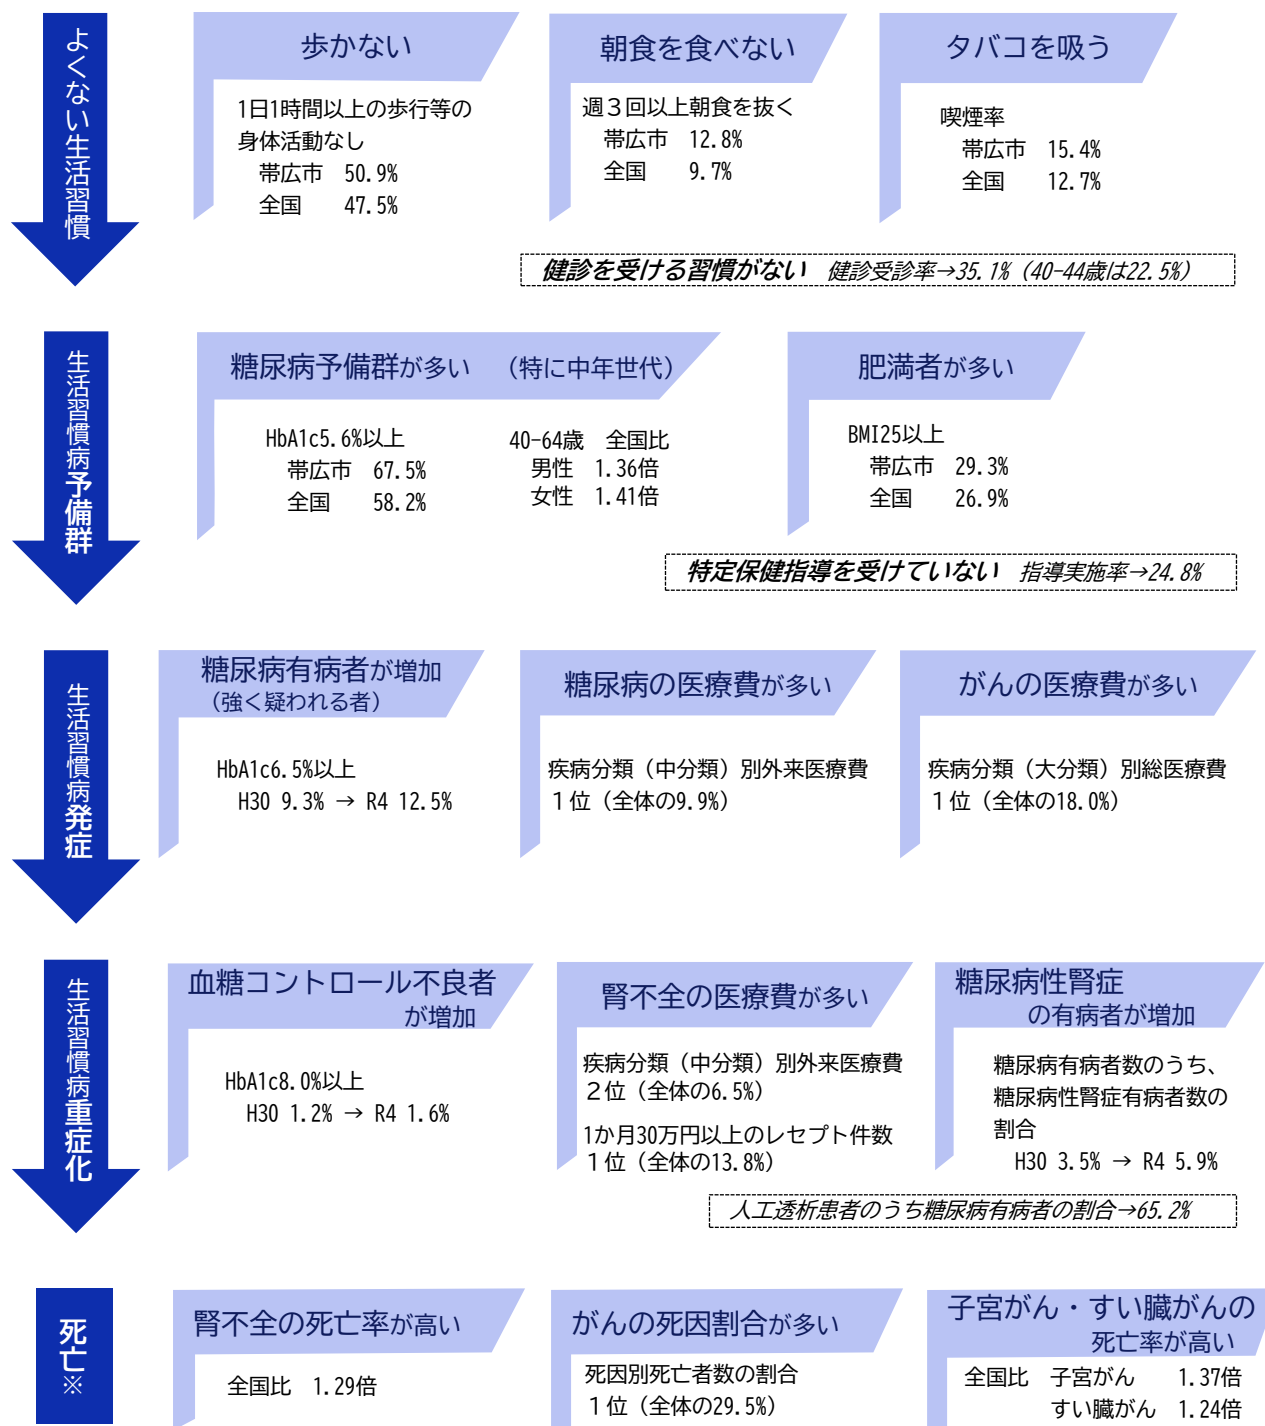 よくない生活習慣
歩かない
1日1時間以上の歩行等の
身体活動なし
帯広市 50.9%
全国 47.5%
朝食を食べない
週３回以上朝食を抜く
帯広市 12.8%
全国 9.7%
タバコを吸う
喫煙率
帯広市 15.4%
全国 12.7%
健診を受ける習慣がない 健診受診率→35.1%（40-44歳は22.5%）
生活習慣病予備群
糖尿病予備群が多い （特に中年世代）
HbA1c5.6%以上
帯広市 67.5%
全国 58.2%
40-64歳 全国比
男性 1.36倍
女性 1.41倍
肥満者が多い
BMI25以上
帯広市 29.3%
全国 26.9%
特定保健指導を受けていない 指導実施率→24.8%
生活習慣病発症
糖尿病有病者が増加
（強く疑われる者）
HbA1c6.5%以上
H30 9.3% → R4 12.5%
糖尿病の医療費が多い
疾病分類（中分類）別外来医療費
１位（全体の9.9%）
がんの医療費が多い
疾病分類（大分類）別総医療費
１位（全体の18.0%）
生活習慣病重症化
血糖コントロール不良者
が増加
HbA1c8.0%以上
H30 1.2% → R4 1.6%
腎不全の医療費が多い
疾病分類（中分類）別外来医療費
２位（全体の6.5%）
1か月30万円以上のレセプト件数
１位（全体の13.8%）
糖尿病性腎症
の有病者が増加
糖尿病有病者数のうち、
糖尿病性腎症有病者数の
割合
H30 3.5% → R4 5.9%
人工透析患者のうち糖尿病有病者の割合→65.2%
死亡※
腎不全の死亡率が高い
全国比 1.29倍
がんの死因割合が多い
死因別死亡者数の割合
１位（全体の29.5%）
子宮がん・すい臓がんの
死亡率が高い
全国比 子宮がん 1.37倍
すい臓がん 1.24倍